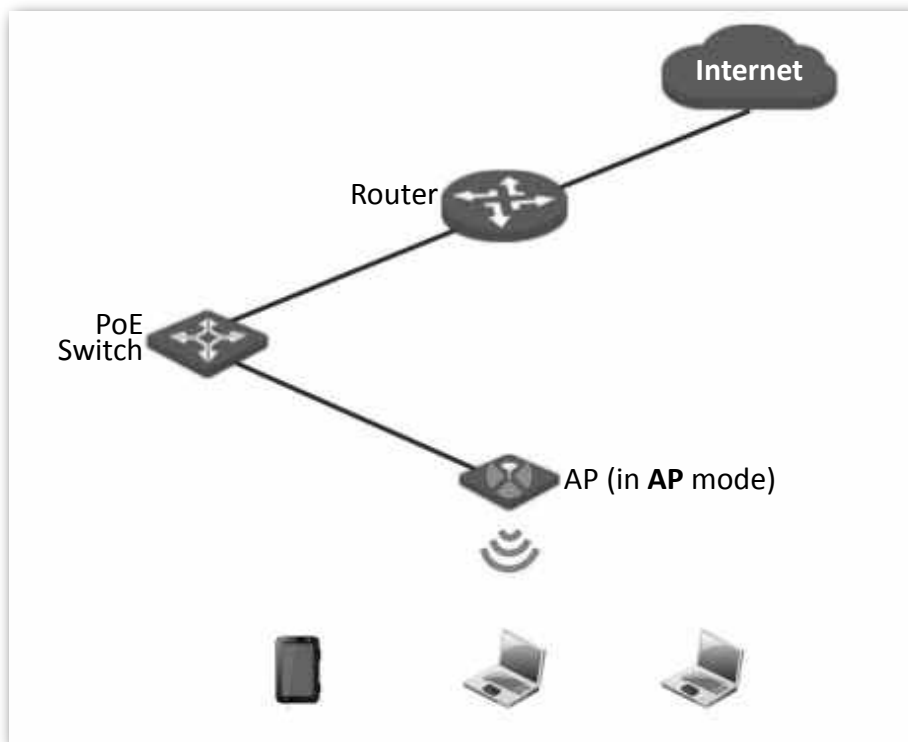 Internet
Router
PoE
Switch
AP (in AP mode)